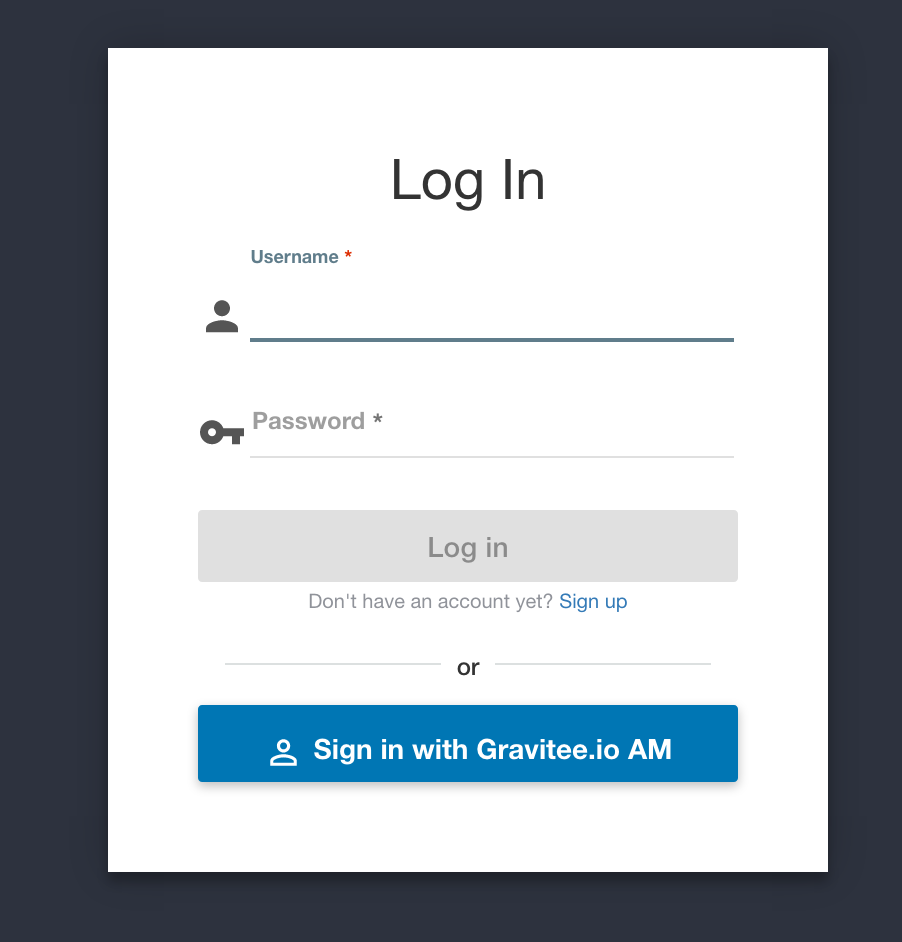 Log In
Username *
Password *
Log in
Don't have an account yet? Sign up
or
Sign in with Gravitee.io AM